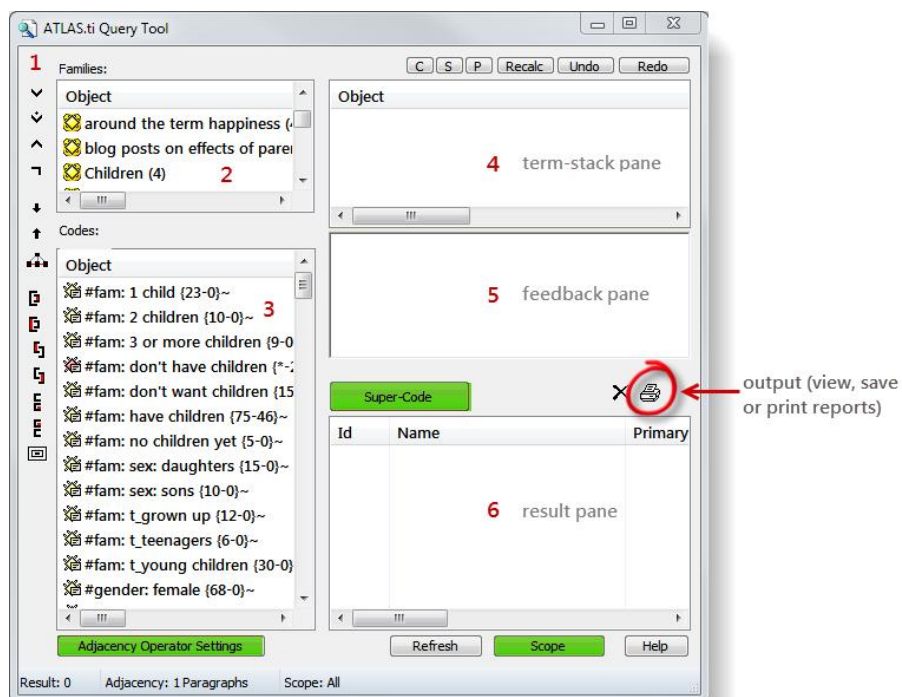 ATLAS.ti Query Tool
1
Families:
C S P Recalc Undo Redo
Object
around the term happiness (
blog posts on effects of parer
Children (4)
2
Object
4 term-stack pane
Codes:
Object
#fam: 1 child {23-0}~
#fam: 2 children {10-0}~
3
#fam: 3 or more children {9-0
#fam: don't have children {*-2
#fam: don't want children {15
#fam: have children {75-46}~
#fam: no children yet {5-0}~
#fam: sex: daughters {15-0}~
#fam: sex: sons {10-0}~
#fam: t_grown up {12-0}~
#fam: t_teenagers {6-0}~
#fam: t_young children {30-0}
#gender: female {68-0}~
5 feedback pane
Super-Code
output (view, save
or print reports)
Id Name Primary
6 result pane
Adjacency Operator Settings
Refresh Scope Help
Result: 0 Adjacency: 1 Paragraphs Scope: All